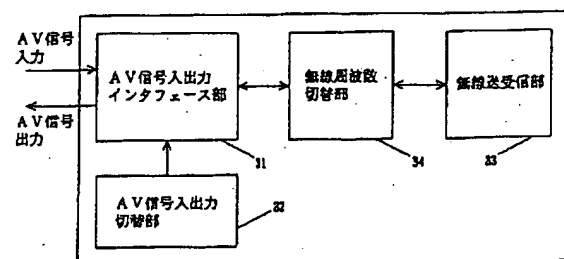 AV信号
入力
AV信号
出力
AV信号入出力
インタフェース部
無線周波数
切替部
無線送受信部
31
34
33
AV信号入出力
切替部
32